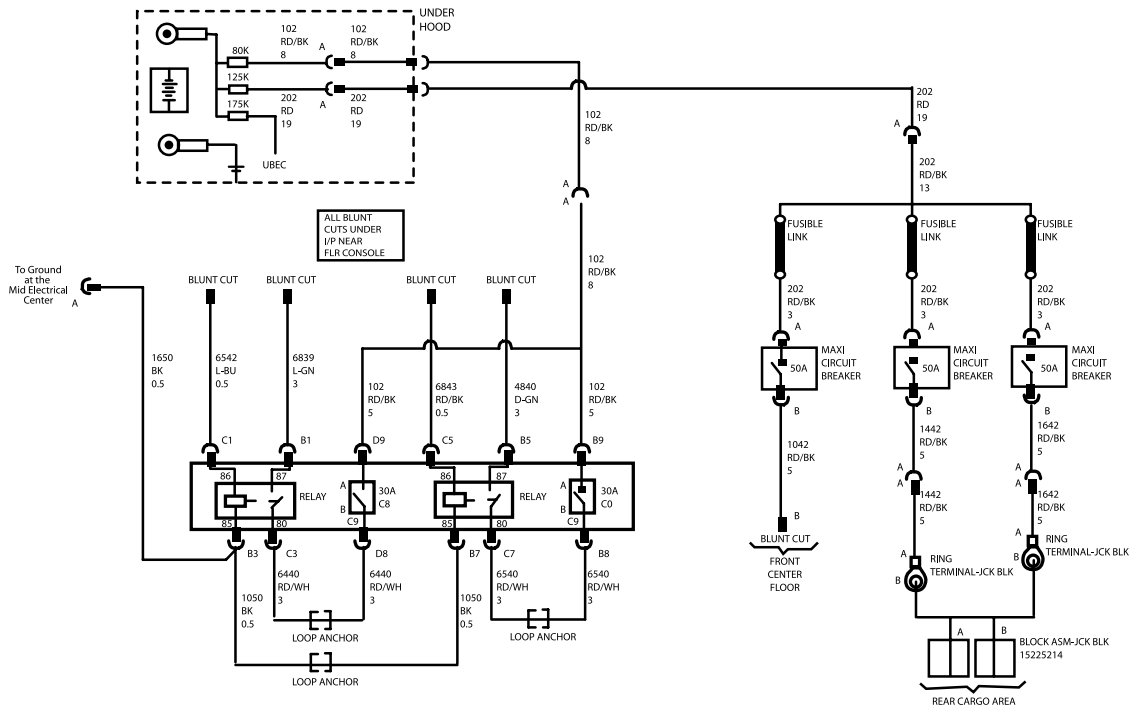 UNDER
HOOD
102
RD/BK
8
102
RD/BK
8
80K
A
125K
A
175K
202
RD
19
202
RD
19
UBEC
102
RD/BK
8
202
RD
19
A
202
RD/BK
13
A
A
ALL BLUNT
CUTS UNDER
I/P NEAR
FLR CONSOLE
To Ground
at the
Mid Electrical
Center
A
BLUNT CUT
BLUNT CUT
BLUNT CUT
BLUNT CUT
102
RD/BK
8
FUSIBLE
LINK
FUSIBLE
LINK
FUSIBLE
LINK
202
RD/BK
3
202
RD/BK
3
202
RD/BK
3
A
A
A
MAXI
CIRCUIT
BREAKER
50A
MAXI
CIRCUIT
BREAKER
50A
MAXI
CIRCUIT
BREAKER
50A
B
B
B
1650
BK
0.5
6542
L-BU
0.5
6839
L-GN
3
102
RD/BK
5
6843
RD/BK
0.5
4840
D-GN
3
102
RD/BK
5
C1
B1
D9
C5
B5
B9
86
87
RELAY
85
80
A
B
30A
C8
C9
86
87
RELAY
85
80
A
B
30A
C0
C9
B3
C3
D8
B7
C7
B8
1042
RD/BK
5
1442
RD/BK
5
1642
RD/BK
5
A
A
A
A
1442
RD/BK
5
1642
RD/BK
5
B
BLUNT CUT
FRONT
CENTER
FLOOR
A
B
RING
TERMINAL-JCK BLK
A
B
RING
TERMINAL-JCK BLK
1050
BK
0.5
6440
RD/WH
3
6440
RD/WH
3
1050
BK
0.5
6540
RD/WH
3
6540
RD/WH
3
LOOP ANCHOR
LOOP ANCHOR
LOOP ANCHOR
A
B
BLOCK ASM-JCK BLK
15225214
REAR CARGO AREA